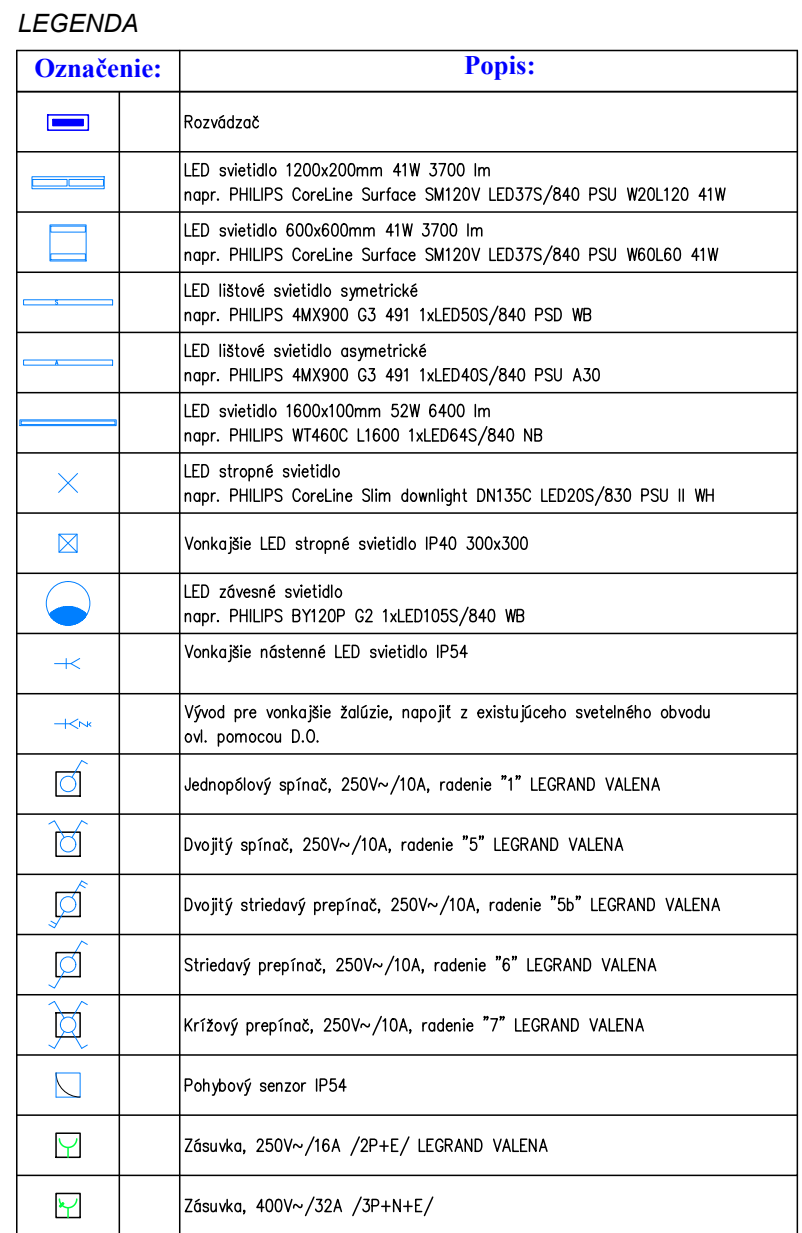 LEGENDA
Označenie:
Popis:
Rozvádzač
LED svietidlo 1200x200mm 41W 3700 lm
napr. PHILIPS CoreLine Surface SM120V LED37S/840 PSU W20L120 41W
LED svietidlo 600x600mm 41W 3700 lm
napr. PHILIPS CoreLine Surface SM120V LED37S/840 PSU W60L60 41W
S
LED lištové svietidlo symetrické
napr. PHILIPS 4MX900 G3 491 1xLED50S/840 PSD WB
A
LED lištové svietidlo asymetrické
napr. PHILIPS 4MX900 G3 491 1xLED40S/840 PSU A30
LED svietidlo 1600x100mm 52W 6400 lm
napr. PHILIPS WT460C L1600 1xLED64S/840 NB
LED stropné svietidlo
napr. PHILIPS CoreLine Slim downlight DN135C LED20S/830 PSU II WH
Vonkajšie LED stropné svietidlo IP40 300x300
LED závesné svietidlo
napr. PHILIPS BY120P G2 1xLED105S/840 WB
Vonkajšie nástenné LED svietidlo IP54
Vývod pre vonkajšie žalúzie, napojiť z existujúceho svetelného obvodu
ovl. pomocou D.O.
Jednopólový spínač, 250V~/10A, radenie "1" LEGRAND VALENA
Dvojitý spínač, 250V~/10A, radenie "5" LEGRAND VALENA
Dvojitý striedavý prepínač, 250V~/10A, radenie "5b" LEGRAND VALENA
Striedavý prepínač, 250V~/10A, radenie "6" LEGRAND VALENA
Krížový prepínač, 250V~/10A, radenie "7" LEGRAND VALENA
Pohybový senzor IP54
Zásuvka, 250V~/16A /2P+E/ LEGRAND VALENA
Zásuvka, 400V~/32A /3P+N+E/